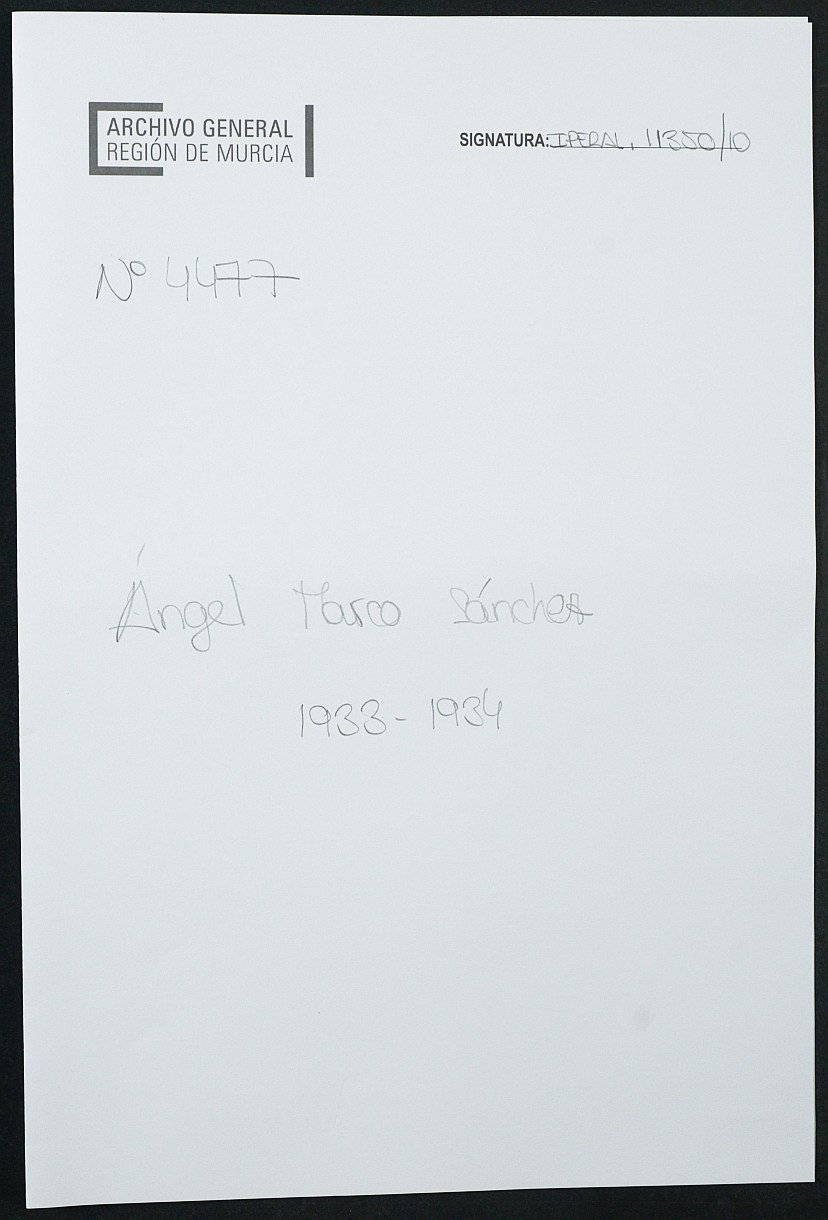 ARCHIVO GENERAL
REGIÓN DE MURCIA
SIGNATURA: IPERAL, 11350/10
Nº 4477
Ángel Marco Sánchez
1933 - 1934